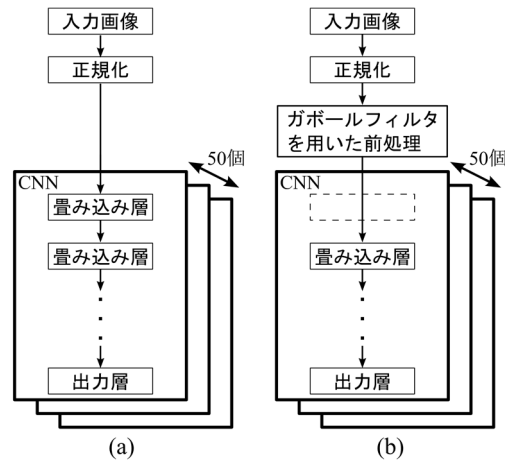 入力画像
正規化
50個
CNN
畳み込み層
畳み込み層
出力層
(a)
入力画像
正規化
ガボールフィルタ
を用いた前処理
50個
CNN
畳み込み層
出力層
(b)